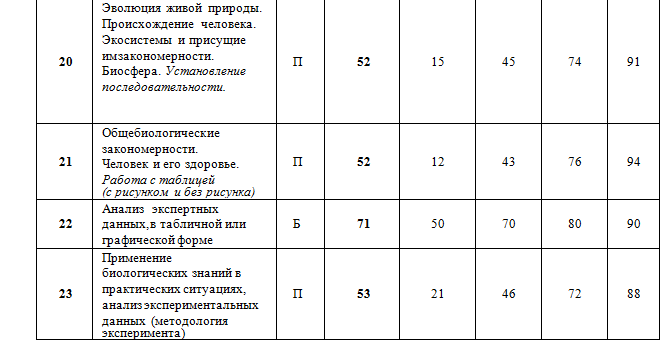 Эволюция живой природы.
Происхождение человека.
Экосистемы и присущие
имзакономерности.
Биосфера. Установление
последовательности.
20 П 52 15 45 74 91
Общебиологические
закономерности.
Человек и его здоровье.
Работа с таблицей
(с рисунком и без рисунка)
21 П 52 12 43 76 94
Анализ экспертных
данных,в табличной или
графической форме
22 Б 71 50 70 80 90
Применение
биологических знаний в
практических ситуациях,
анализ экспериментальных
данных (методология
эксперимента)
23 П 53 21 46 72 88